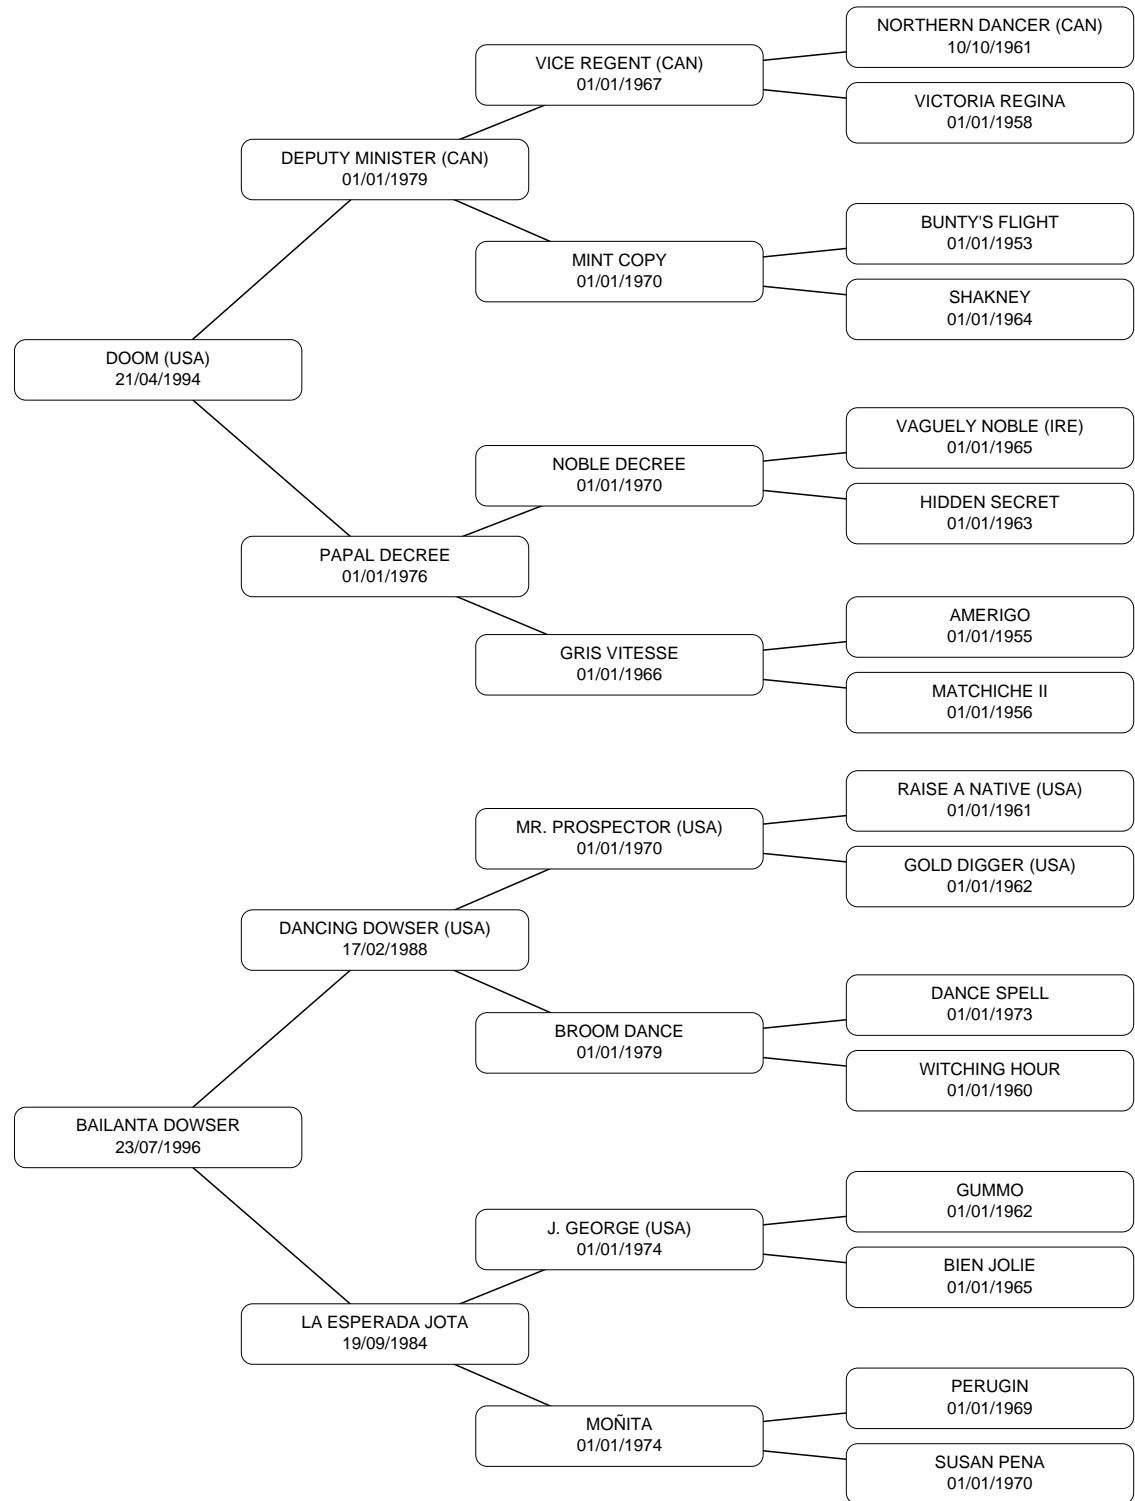 NORTHERN DANCER (CAN)
10/10/1961
VICE REGENT (CAN)
01/01/1967
VICTORIA REGINA
01/01/1958
DEPUTY MINISTER (CAN)
01/01/1979
BUNTY'S FLIGHT
01/01/1953
MINT COPY
01/01/1970
SHAKNEY
01/01/1964
DOOM (USA)
21/04/1994
VAGUELY NOBLE (IRE)
01/01/1965
NOBLE DECREE
01/01/1970
HIDDEN SECRET
01/01/1963
PAPAL DECREE
01/01/1976
AMERIGO
01/01/1955
GRIS VITESSE
01/01/1966
MATCHICHE II
01/01/1956
RAISE A NATIVE (USA)
01/01/1961
MR. PROSPECTOR (USA)
01/01/1970
GOLD DIGGER (USA)
01/01/1962
DANCING DOWSER (USA)
17/02/1988
DANCE SPELL
01/01/1973
BROOM DANCE
01/01/1979
WITCHING HOUR
01/01/1960
BAILANTA DOWSER
23/07/1996
GUMMO
01/01/1962
J. GEORGE (USA)
01/01/1974
BIEN JOLIE
01/01/1965
LA ESPERADA JOTA
19/09/1984
PERUGIN
01/01/1969
MOÑITA
01/01/1974
SUSAN PENA
01/01/1970